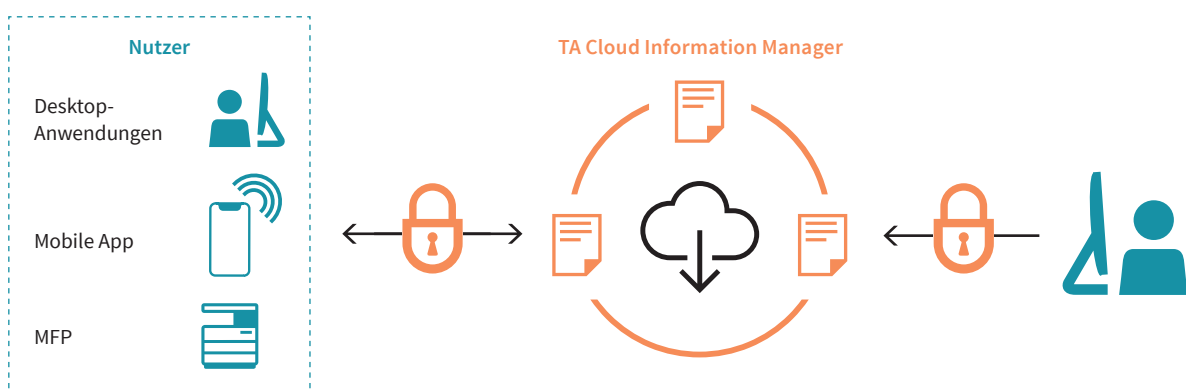 Nutzer
Desktop-
Anwendungen
Mobile App
MFP
TA Cloud Information Manager